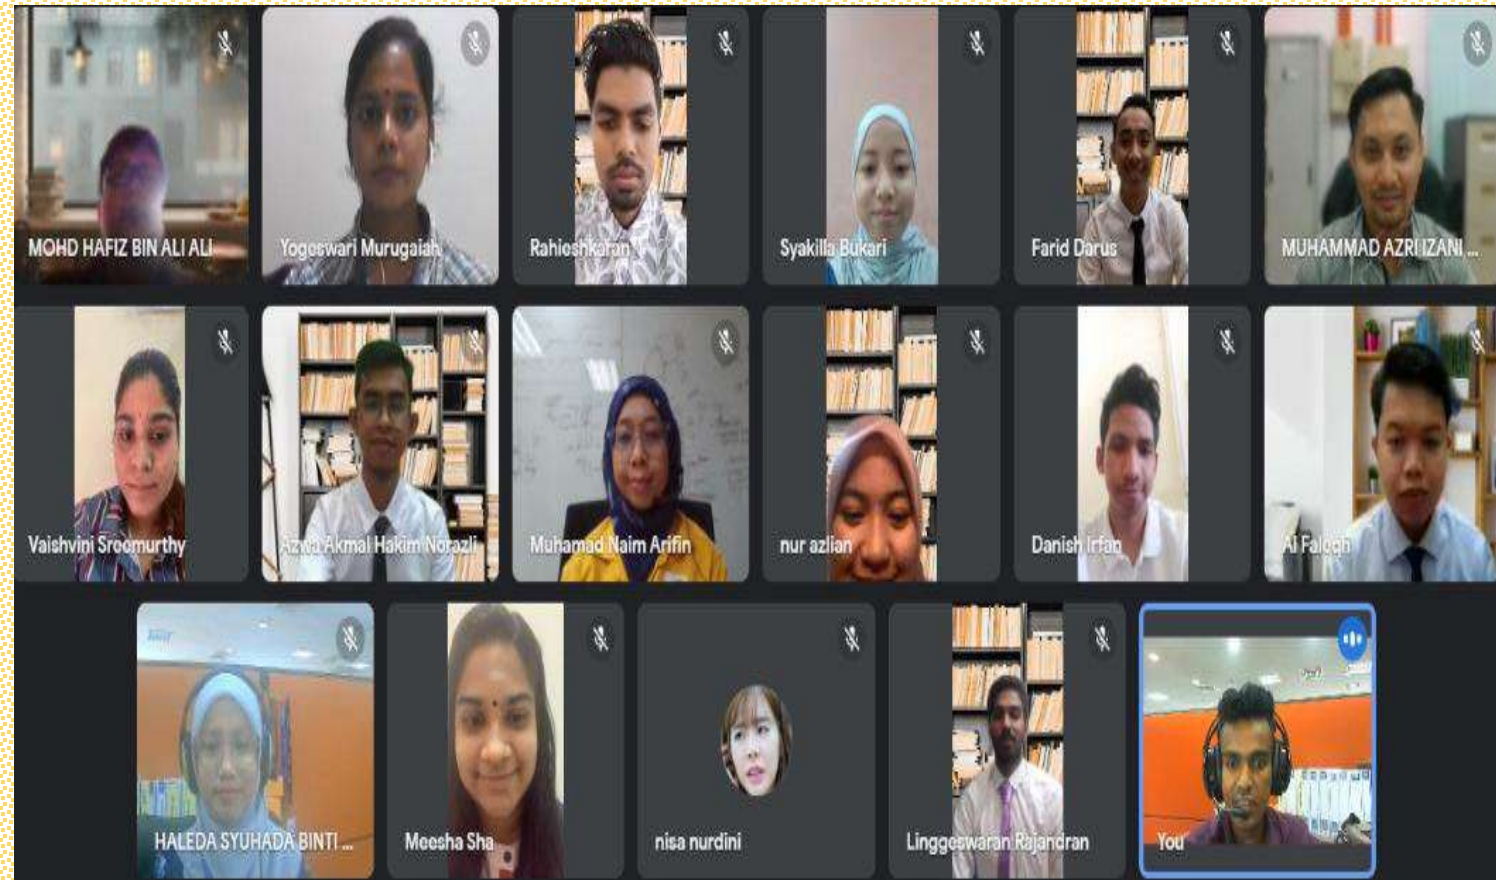 MOHD HAFIZ BIN ALI ALI
Yogeswari Murugaiah
Rahieshkaran
Syakilla Bukari
Farid Darus
MUHAMMAD AZRI IZANI ...
Vaishvini Sreemurthy
Azwa Akmal Hakim Norazli
Muhamad Naim Arifin
nur azlian
Danish Irfan
Al Falegh
HALEDA SYUHADA BINTI ...
Meesha Sha
nisa nurdini
Linggeswaran Rajandran
You